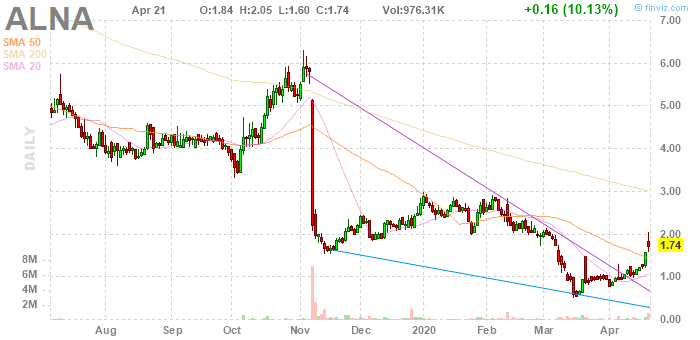 ALNA
Apr 21 O:1.84 H:2.05 L:1.60 C:1.74 Vol:976.31K +0.16 (10.13%)
© finviz.com
SMA 50
SMA 200
SMA 20
DAILY
7.00
6.00
5.00
4.00
3.00
2.00
1.74
1.00
0.00
8M
6M
4M
2M
Aug Sep Oct Nov Dec 2020 Feb Mar Apr